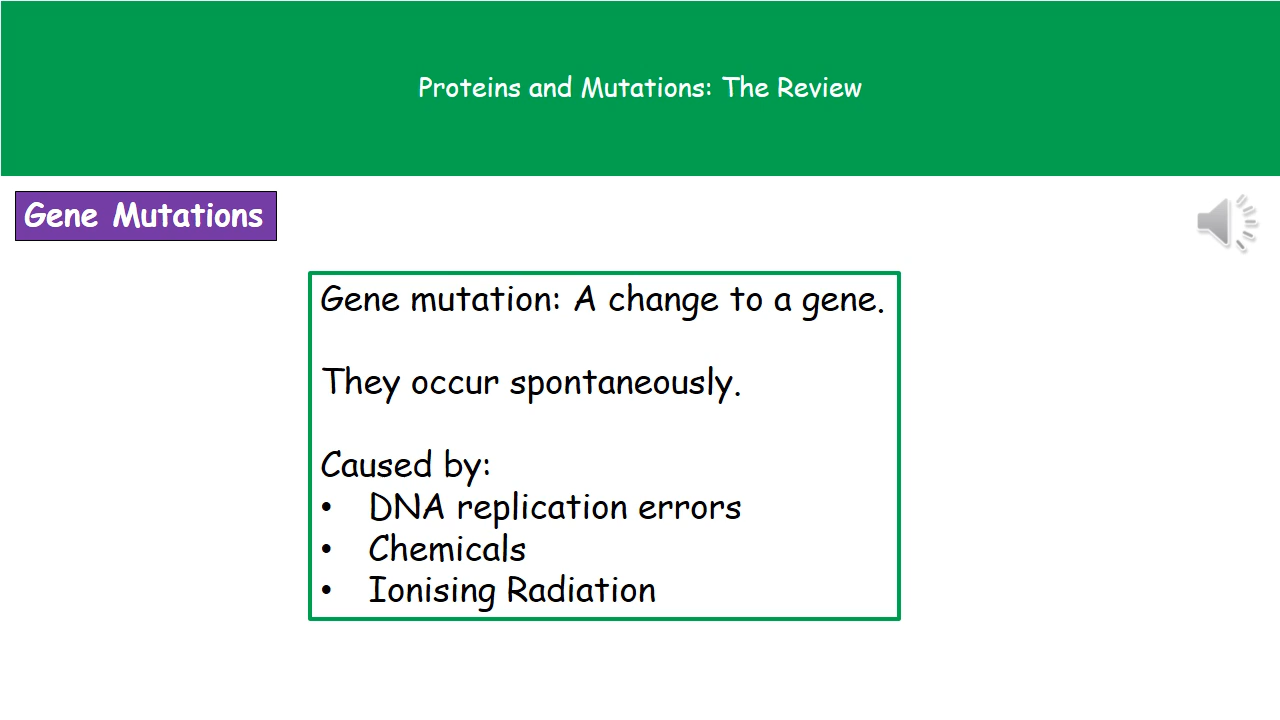 Proteins and Mutations: The Review
Gene Mutations
Gene mutation: A change to a gene.
They occur spontaneously.
Caused by:
• DNA replication errors
• Chemicals
• Ionising Radiation